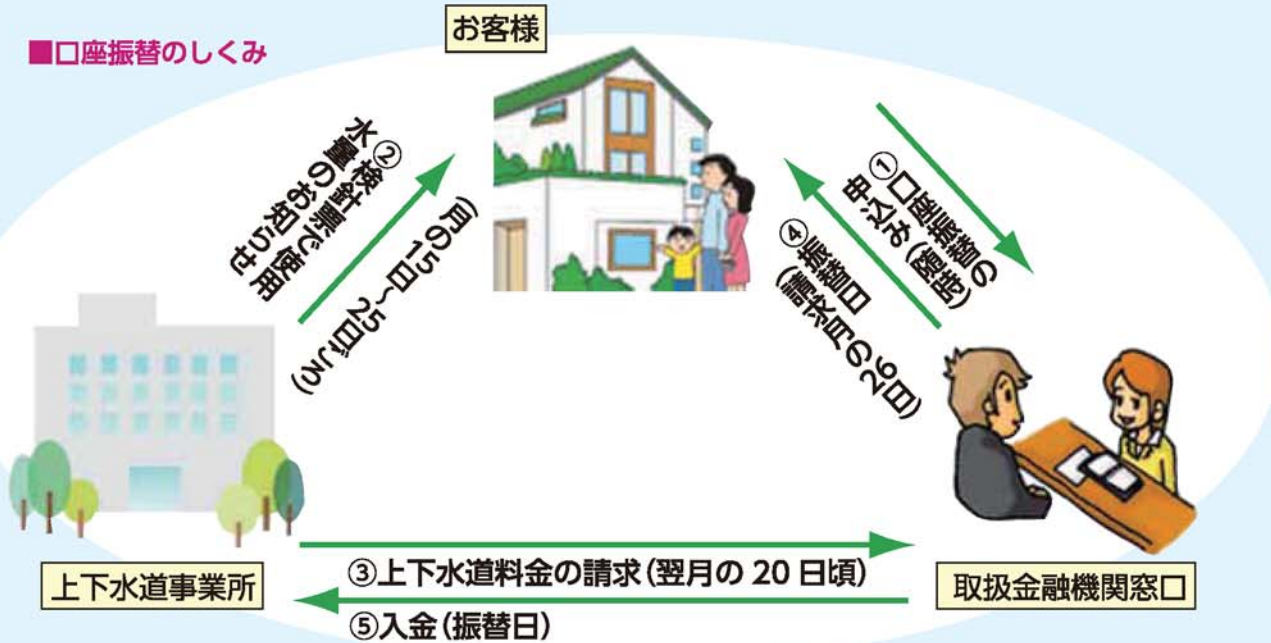 ■口座振替のしくみ
お客様
①口座振替の
申込み(随時)
②検針票で使用
水量のお知らせ
(月の15日〜25日ごろ)
④振替日
(請求月の26日)
③上下水道料金の請求(翌月の 20 日頃)
⑤入金(振替日)
上下水道事業所
取扱金融機関窓口